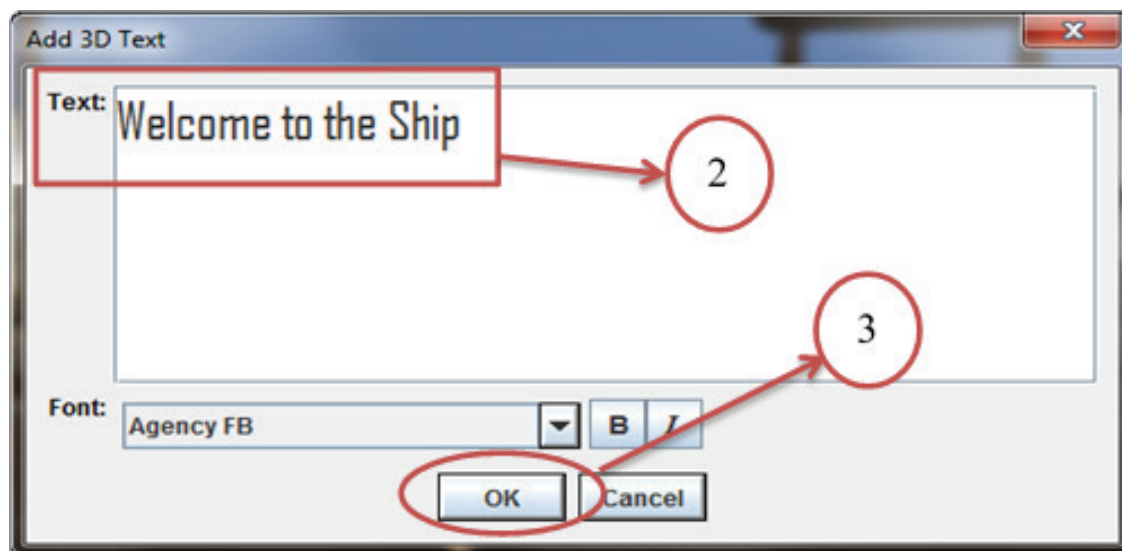 Add 3D Text
x
Text:
Welcome to the Ship
2
3
Font:
Agency FB
B I
OK Cancel